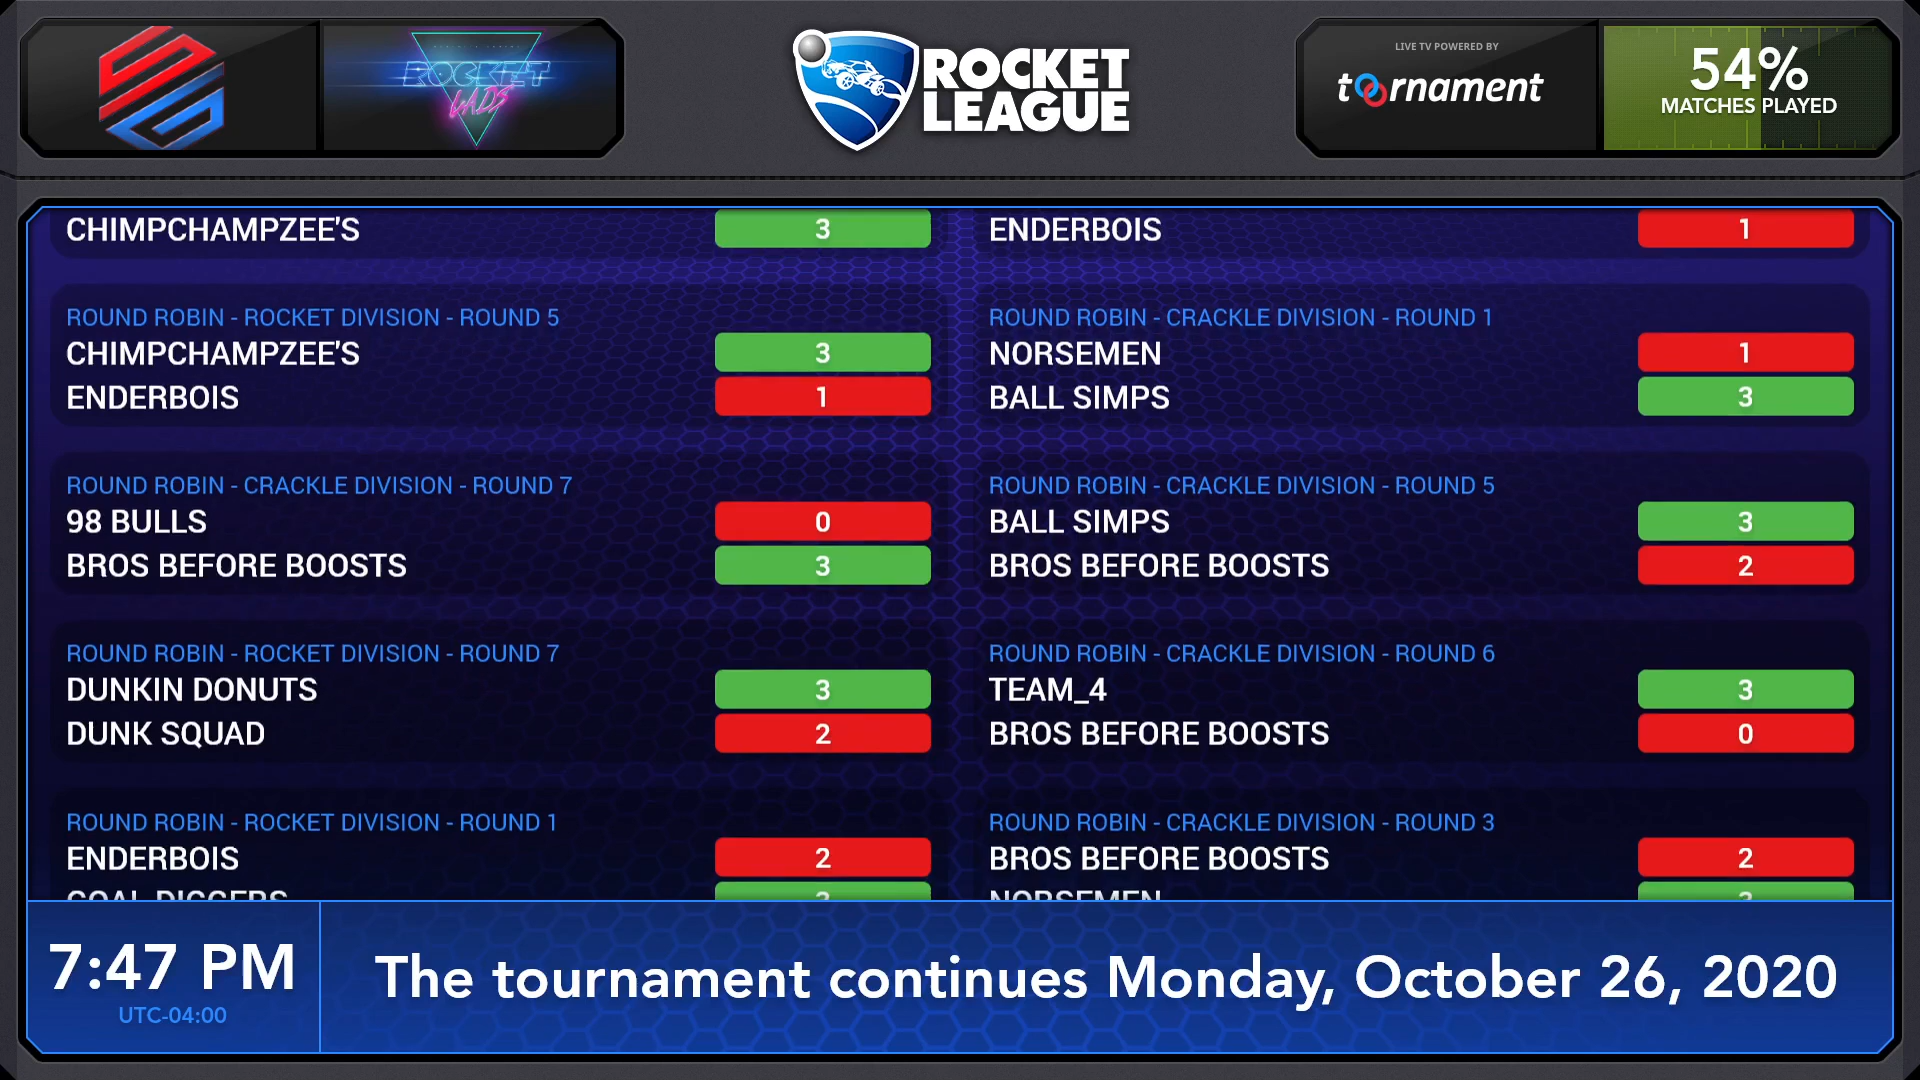 ROCKET
LADS
ROCKET
LEAGUE
LIVE TV POWERED BY
toornament
54%
MATCHES PLAYED
CHIMPCHAMPZEE'S 3
ENDERBOIS 1
ROUND ROBIN - ROCKET DIVISION - ROUND 5
CHIMPCHAMPZEE'S 3
ENDERBOIS 1
ROUND ROBIN - CRACKLE DIVISION - ROUND 1
NORSEMEN 1
BALL SIMPS 3
ROUND ROBIN - CRACKLE DIVISION - ROUND 7
98 BULLS 0
BROS BEFORE BOOSTS 3
ROUND ROBIN - CRACKLE DIVISION - ROUND 5
BALL SIMPS 3
BROS BEFORE BOOSTS 2
ROUND ROBIN - ROCKET DIVISION - ROUND 7
DUNKIN DONUTS 3
DUNK SQUAD 2
ROUND ROBIN - CRACKLE DIVISION - ROUND 6
TEAM_4 3
BROS BEFORE BOOSTS 0
ROUND ROBIN - ROCKET DIVISION - ROUND 1
ENDERBOIS 2
GOAL DIGGERS
ROUND ROBIN - CRACKLE DIVISION - ROUND 3
BROS BEFORE BOOSTS 2
NORSEMEN
7:47 PM
UTC-04:00
The tournament continues Monday, October 26, 2020